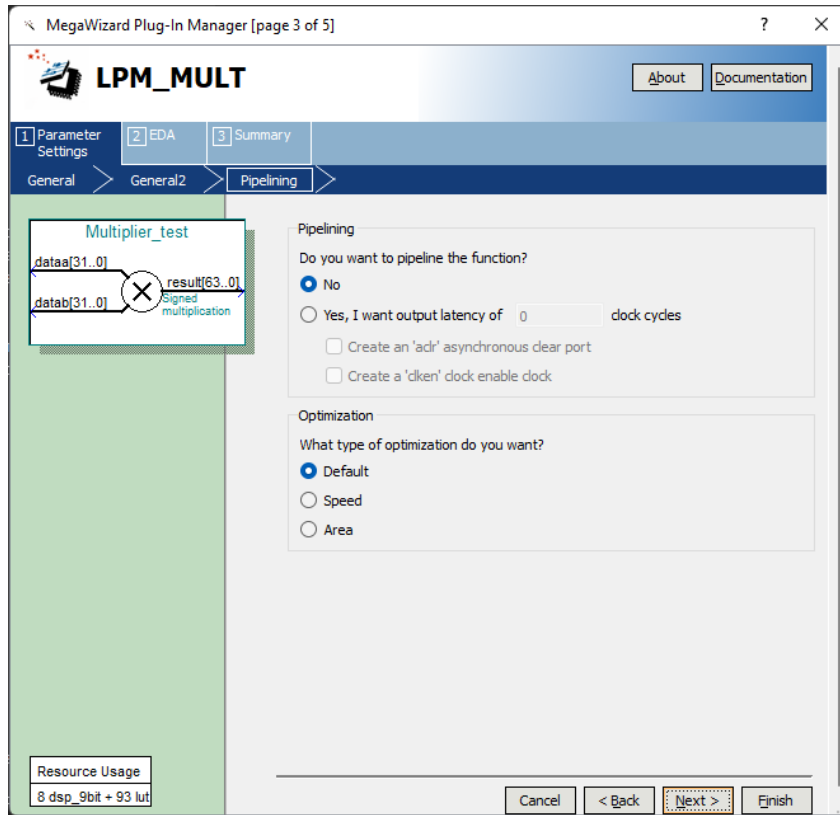 MegaWizard Plug-In Manager [page 3 of 5]
?
LPM_MULT
About
Documentation
1 Parameter Settings
2 EDA
3 Summary
General
General2
Pipelining
Multiplier_test
dataa[31..0]
result[63..0]
datab[31..0]
Signed
multiplication
Pipelining
Do you want to pipeline the function?
No
Yes, I want output latency of 0 clock cycles
Create an 'aclr' asynchronous clear port
Create a 'clken' clock enable clock
Optimization
What type of optimization do you want?
Default
Speed
Area
Resource Usage
8 dsp_9bit + 93 lut
Cancel
< Back
Next >
Finish